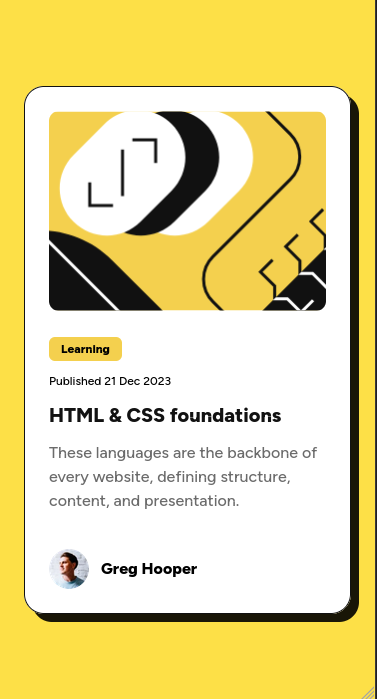 Learning
Published 21 Dec 2023
HTML & CSS foundations
These languages are the backbone of
every website, defining structure,
content, and presentation.
Greg Hooper